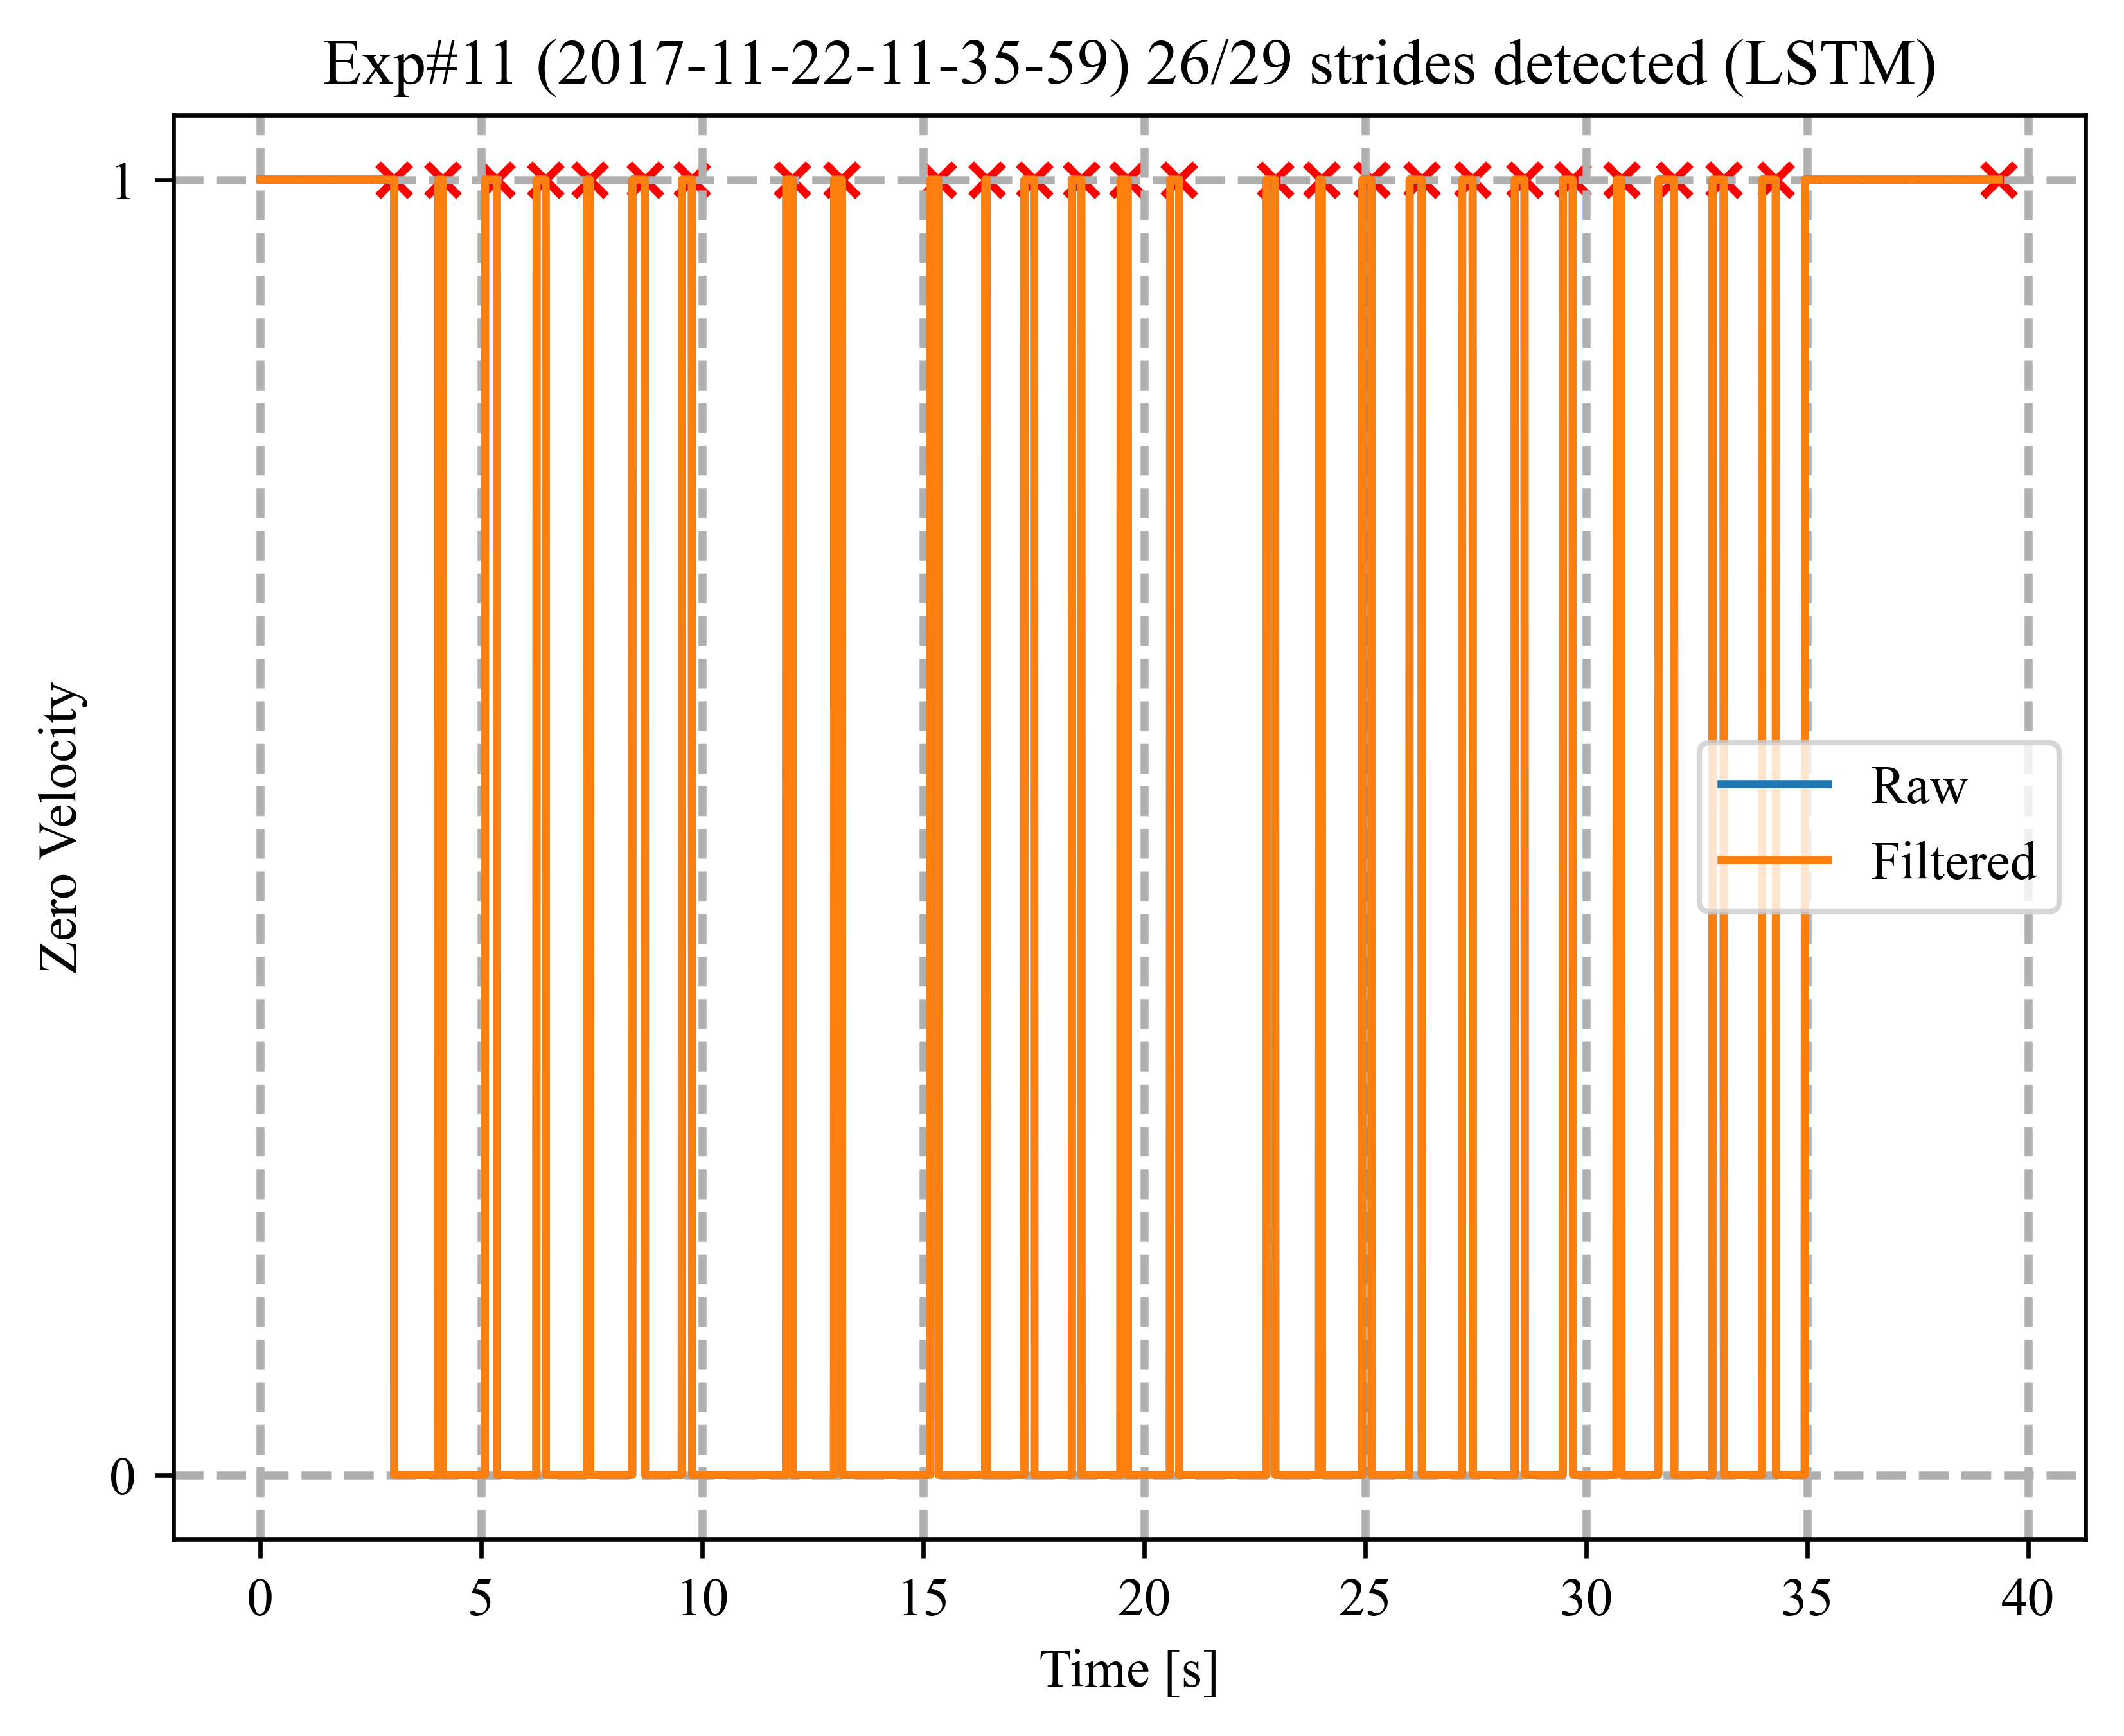 Exp#11 (2017-11-22-11-35-59) 26/29 strides detected (LSTM)
1
Zero Velocity
Raw
Filtered
0
0 5 10 15 20 25 30 35 40
Time [s]